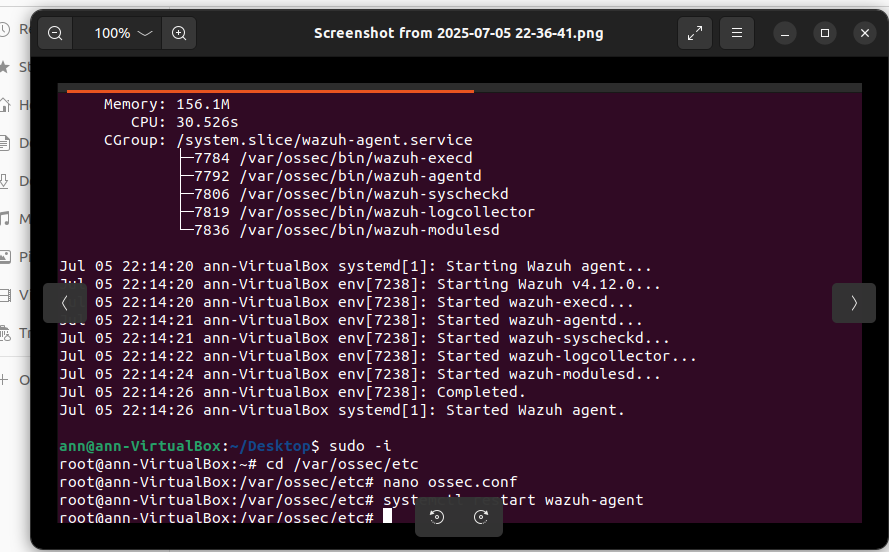 100%
Screenshot from 2025-07-05 22-36-41.png
Memory: 156.1M
CPU: 30.526s
CGroup: /system.slice/wazuh-agent.service
├─7784 /var/ossec/bin/wazuh-execd
├─7792 /var/ossec/bin/wazuh-agentd
├─7806 /var/ossec/bin/wazuh-syscheckd
├─7819 /var/ossec/bin/wazuh-logcollector
└─7836 /var/ossec/bin/wazuh-modulesd
Jul 05 22:14:20 ann-VirtualBox systemd[1]: Starting Wazuh agent...
Jul 05 22:14:20 ann-VirtualBox env[7238]: Starting Wazuh v4.12.0...
Jul 05 22:14:20 ann-VirtualBox env[7238]: Started wazuh-execd...
Jul 05 22:14:21 ann-VirtualBox env[7238]: Started wazuh-agentd...
Jul 05 22:14:21 ann-VirtualBox env[7238]: Started wazuh-syscheckd...
Jul 05 22:14:22 ann-VirtualBox env[7238]: Started wazuh-logcollector...
Jul 05 22:14:24 ann-VirtualBox env[7238]: Started wazuh-modulesd...
Jul 05 22:14:26 ann-VirtualBox env[7238]: Completed.
Jul 05 22:14:26 ann-VirtualBox systemd[1]: Started Wazuh agent.
ann@ann-VirtualBox:~/Desktop$ sudo -i
root@ann-VirtualBox:~# cd /var/ossec/etc
root@ann-VirtualBox:/var/ossec/etc# nano ossec.conf
root@ann-VirtualBox:/var/ossec/etc# systemctl restart wazuh-agent
root@ann-VirtualBox:/var/ossec/etc#